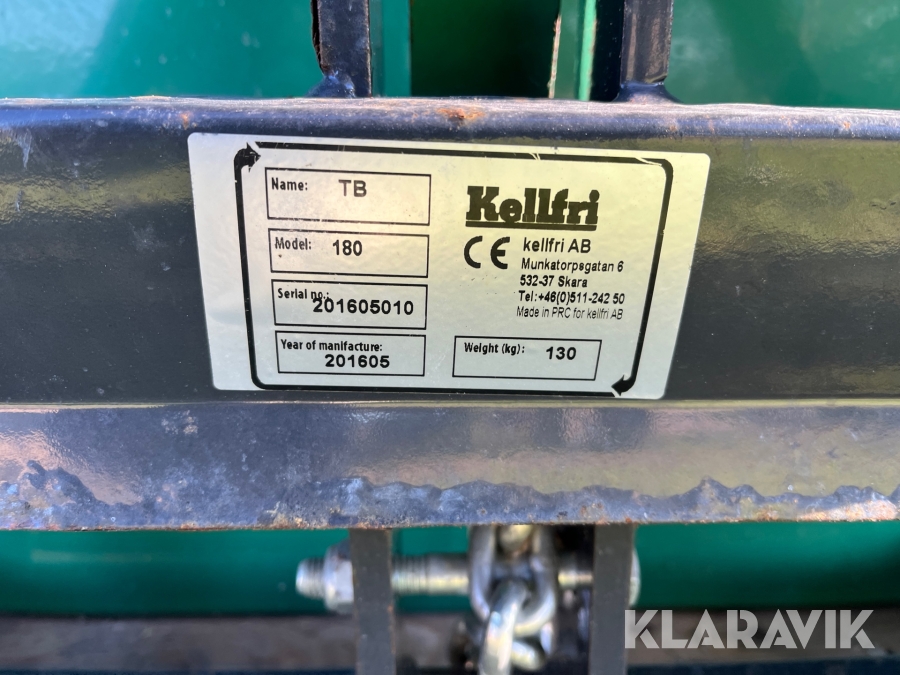 Name: TB
Model: 180
Serial no.: 201605010
Year of manifacture: 201605
Kellfri
CE kellfri AB
Munkatorpsgatan 6
532-37 Skara
Tel:+46(0)511-242 50
Made in PRC for kellfri AB
Weight (kg): 130
KLARAVIK